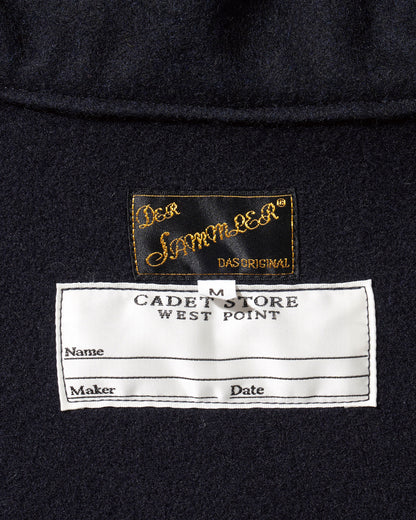 DER
SAMMLER®
DAS ORIGINAL
M
CADET STORE
WEST POINT
Name
Maker Date